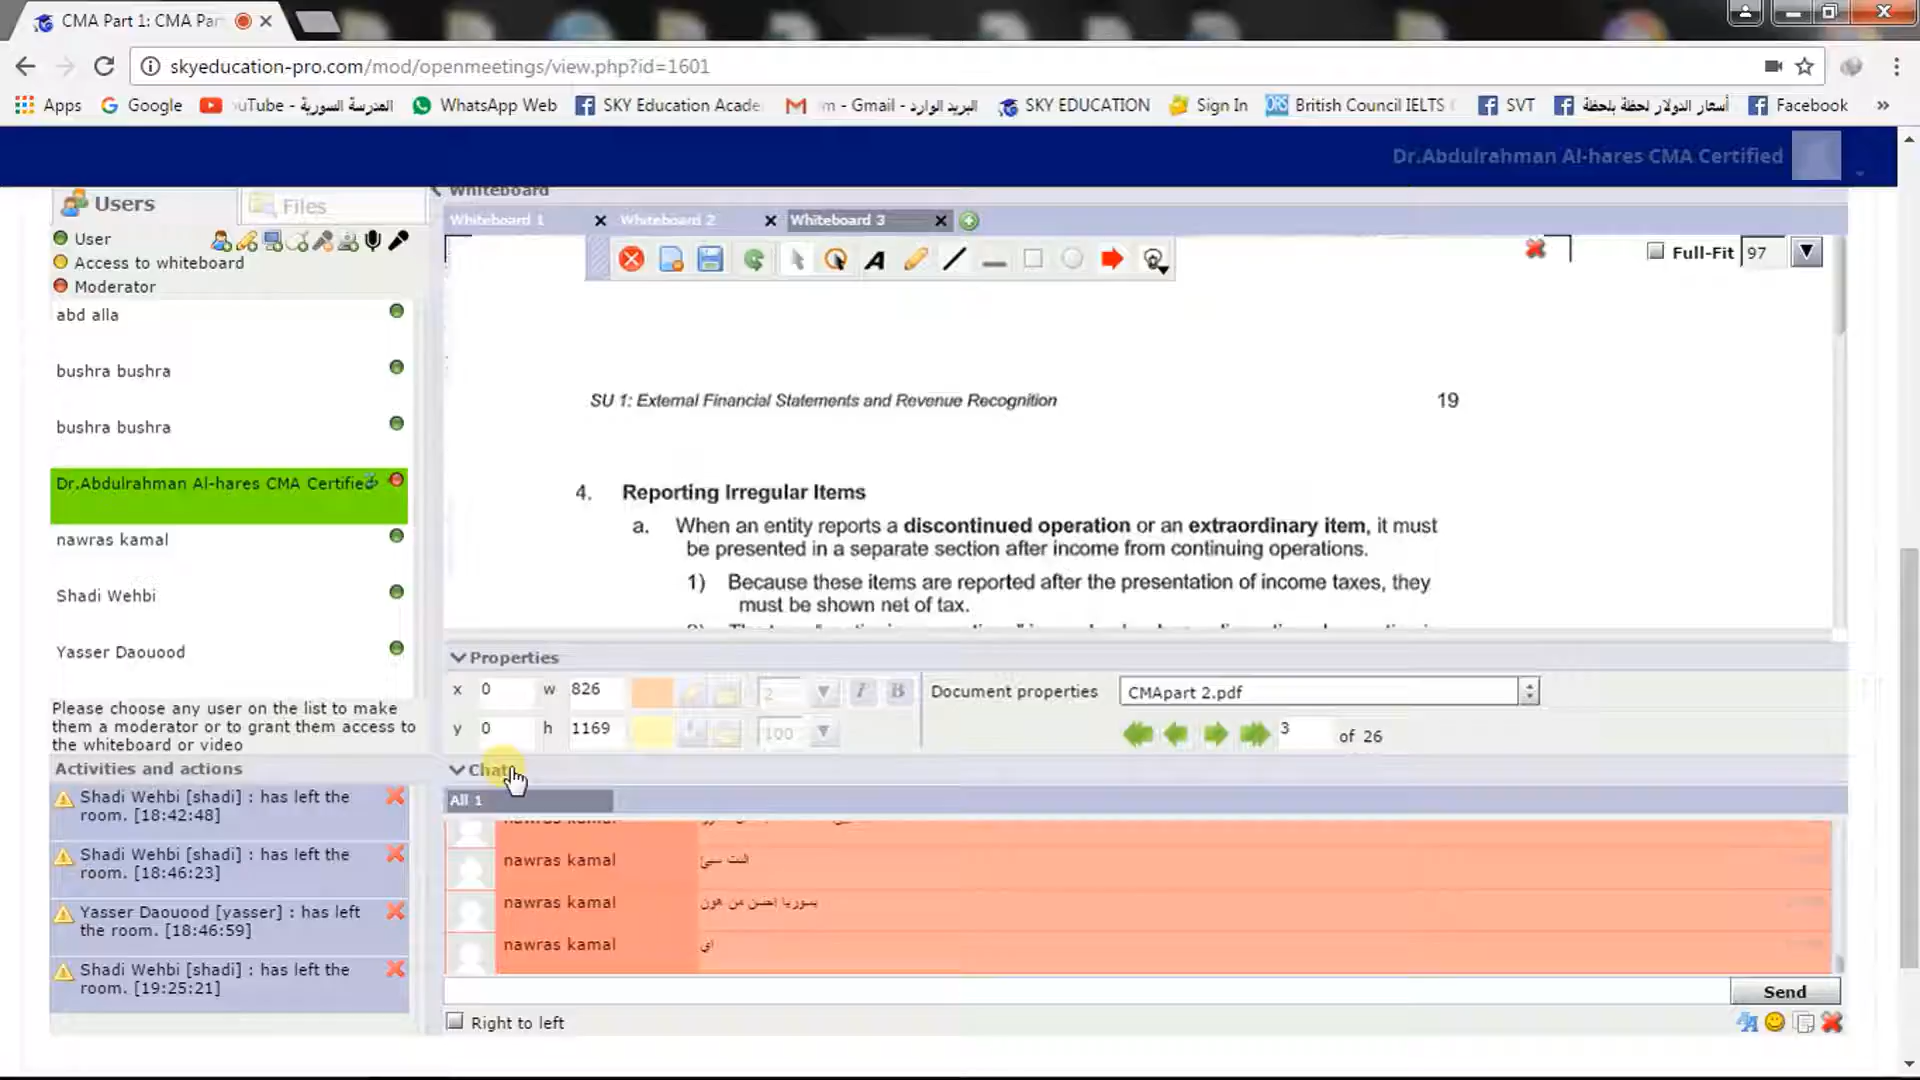 CMA Part 1: CMA Par
skyeducation-pro.com/mod/openmeetings/view.php?id=1601
Apps
Google
uTube - المدرسة السورية
WhatsApp Web
SKY Education Acade
m - Gmail - البريد الوارد
SKY EDUCATION
Sign In
British Council IELTS
SVT
أسعار الدولار لحظة بلحظة
Facebook
Dr.Abdulrahman Al-hares CMA Certified
Users
Files
User
Access to whiteboard
Moderator
abd alla
bushra bushra
bushra bushra
Dr.Abdulrahman Al-hares CMA Certified
nawras kamal
Shadi Wehbi
Yasser Daouood
Please choose any user on the list to make
them a moderator or to grant them access to
the whiteboard or video
Activities and actions
Shadi Wehbi [shadi] : has left the
room. [18:42:48]
Shadi Wehbi [shadi] : has left the
room. [18:46:23]
Yasser Daouood [yasser] : has left
the room. [18:46:59]
Shadi Wehbi [shadi] : has left the
room. [19:25:21]
Whiteboard
Whiteboard 1
Whiteboard 2
Whiteboard 3
Full-Fit
97
SU 1: External Financial Statements and Revenue Recognition
19
4. Reporting Irregular Items
a. When an entity reports a discontinued operation or an extraordinary item, it must
be presented in a separate section after income from continuing operations.
1) Because these items are reported after the presentation of income taxes, they
must be shown net of tax.
Properties
x 0 w 826
2
I B
Document properties
CMApart 2.pdf
y 0 h 1169
100
3 of 26
Chat
All 1
nawras kamal
nawras kamal النت سيئ
nawras kamal بسوريا احسن من هون
nawras kamal اي
Send
Right to left